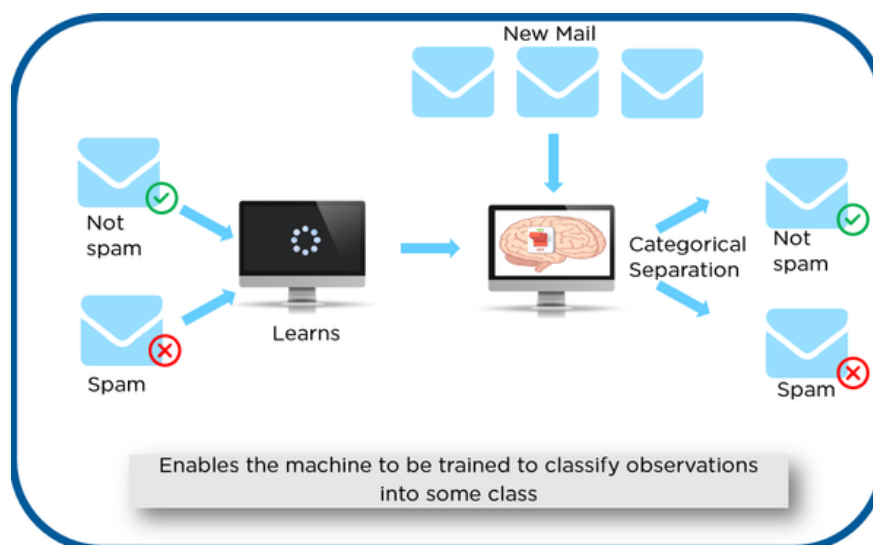 New Mail
Not
spam
Spam
Learns
Categorical
Separation
Not
spam
Spam
Enables the machine to be trained to classify observations
into some class